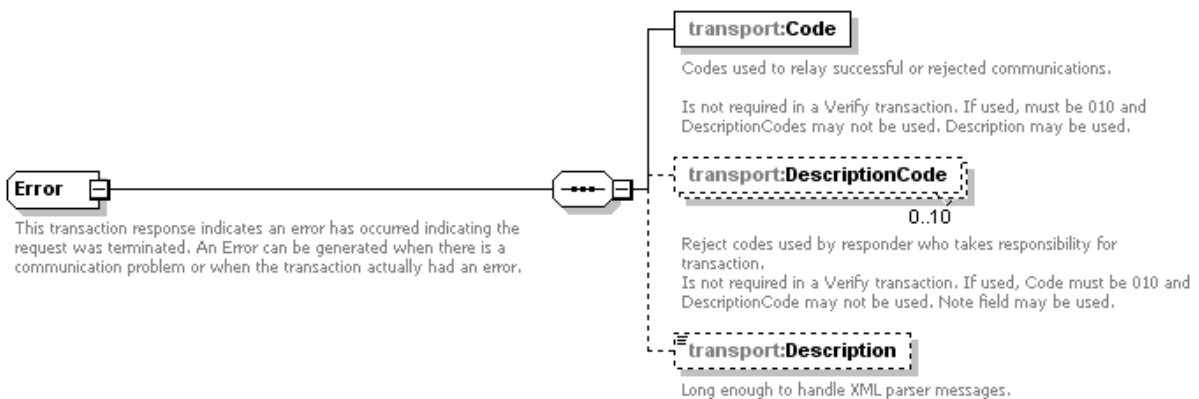 transport:Code
Codes used to relay successful or rejected communications.
Is not required in a Verify transaction. If used, must be 010 and
DescriptionCodes may not be used. Description may be used.
Error
This transaction response indicates an error has occurred indicating the
request was terminated. An Error can be generated when there is a
communication problem or when the transaction actually had an error.
transport:DescriptionCode
0..10
Reject codes used by responder who takes responsibility for
transaction.
Is not required in a Verify transaction. If used, Code must be 010 and
DescriptionCode may not be used. Note field may be used.
transport:Description
Long enough to handle XML parser messages.